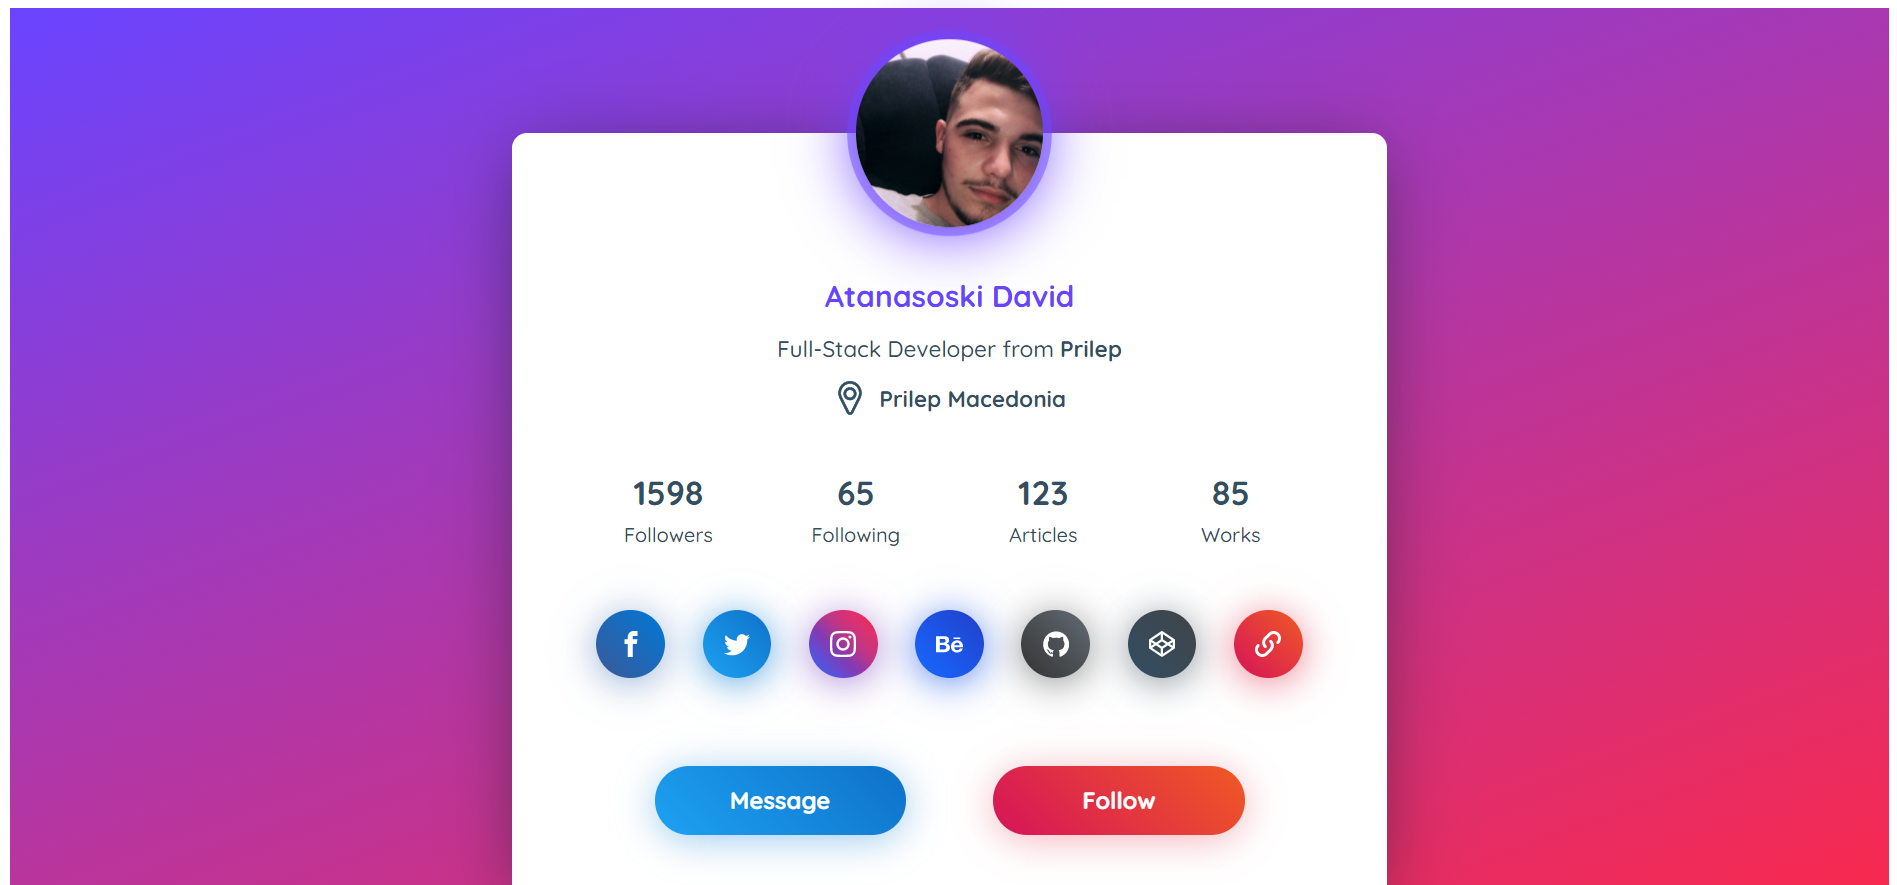 Atanasoski David
Full-Stack Developer from Prilep
Prilep Macedonia
1598 65 123 85
Followers Following Articles Works
f Bē
Message Follow